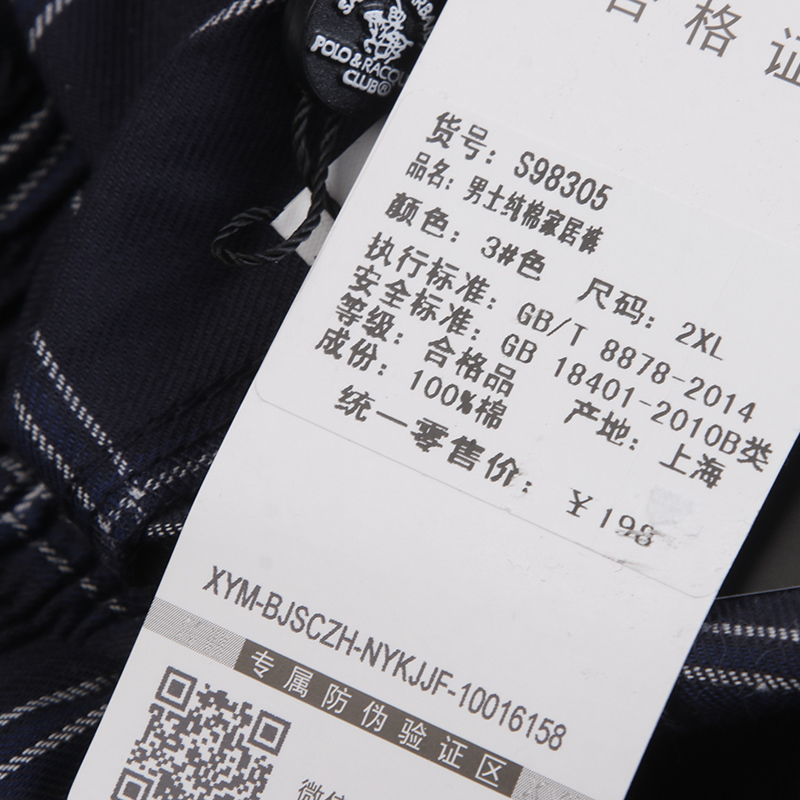 POLO & RACQU
CLUB®
合格证
货号: S98305
品名: 男士纯棉家居裤
颜色: 3#色 尺码: 2XL
执行标准: GB/T 8878-2014
安全标准: GB 18401-2010B类
等级: 合格品 产地: 上海
成份: 100%棉
统一零售价: ¥198
XYM-BJSCZH-NYKJJF-10016158
专属防伪验证区
微信